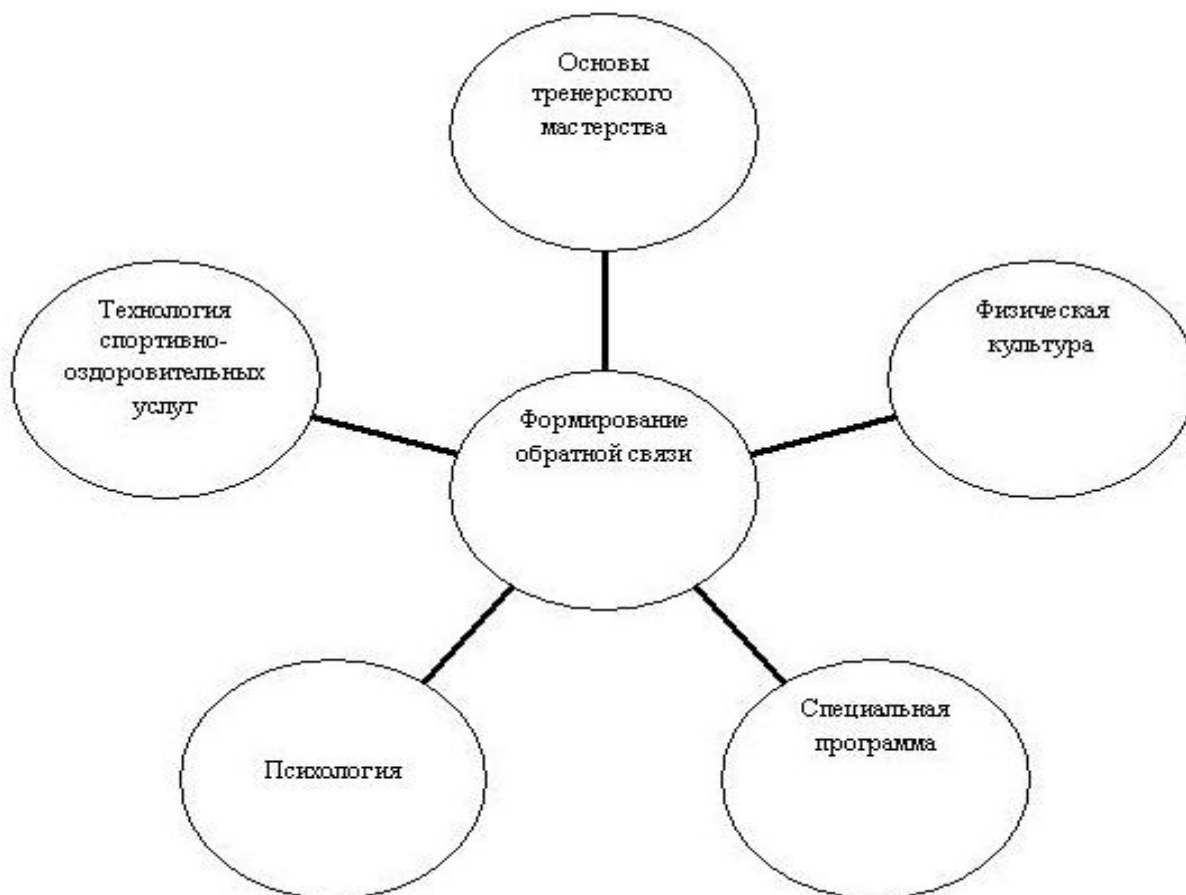 Основы
тренерского
мастерства
Технология
спортивно-
оздоровительных
услуг
Физическая
культура
Формирование
обратной связи
Психология
Специальная
программа